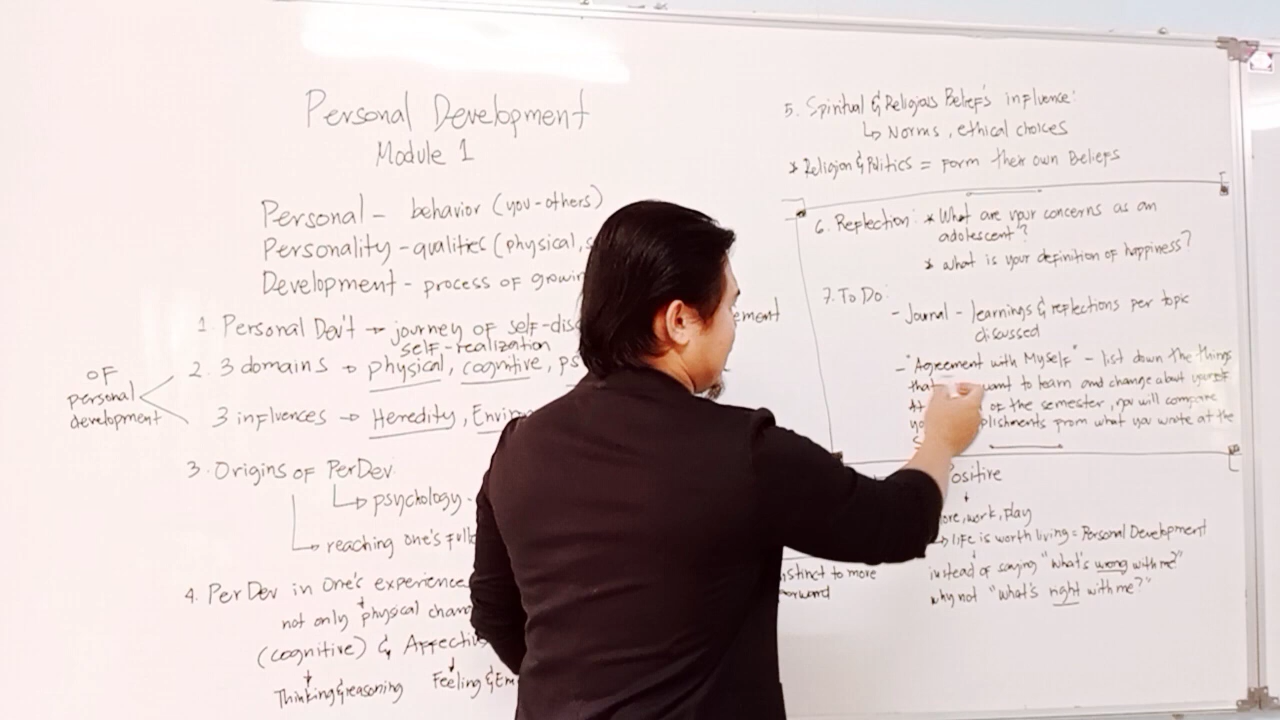 Personal Development
Module 1
Personal - behavior (you-others)
Personality - qualities (physical,
Development - process of growin
1. Personal Dev't → journey of self-dis
ement
self-realization
2. 3 domains → physical, cognitive, ps
OF
personal
development
3 influences → Heredity, Envir
3. Origins of PerDev
↳ psychology -
↳ reaching one's full
4. PerDev in One's experience
not only physical chan
(cognitive) & Affectiv
Thinking & reasoning Feeling & Em
5. Spiritual & Religious Belief's influence:
↳ Norms, ethical choices
* Religion & Politics = form their own Beliefs
6. Reflection: * What are your concerns as an
adolescent?
* what is your definition of happiness?
7. To Do:
- Journal - learnings & reflections per topic
discussed
- "Agreement with Myself" - list down the things
that want to learn and change about yourself
At of the semester, you will compare
yo plishments from what you wrote at the
ositive
ore, work, play
→ life is worth living = Personal Development
instead of saying "what's wrong with me?"
why not "what's right with me?"
nstinct to move
orward